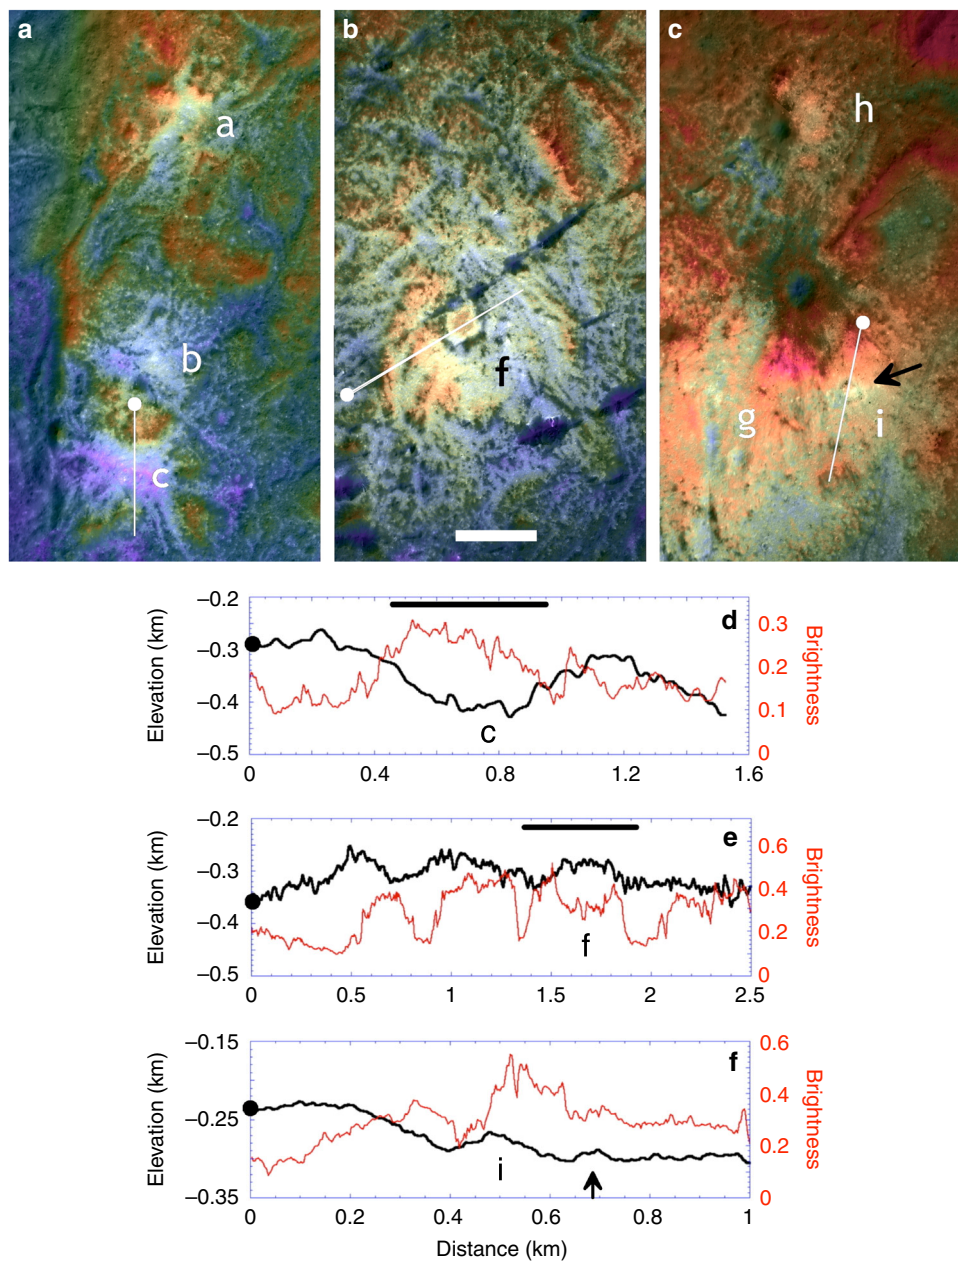 a
b
c
a
b
c
f
h
g
i
d
Elevation (km)
−0.2
−0.3
−0.4
−0.5
0.3
0.2
0.1
0
Brightness
c
0 0.4 0.8 1.2 1.6
e
Elevation (km)
−0.2
−0.3
−0.4
−0.5
0.6
0.4
0.2
0
Brightness
f
0 0.5 1 1.5 2 2.5
f
Elevation (km)
−0.15
−0.25
−0.35
0.6
0.4
0.2
0
Brightness
i
0 0.2 0.4 0.6 0.8 1
Distance (km)